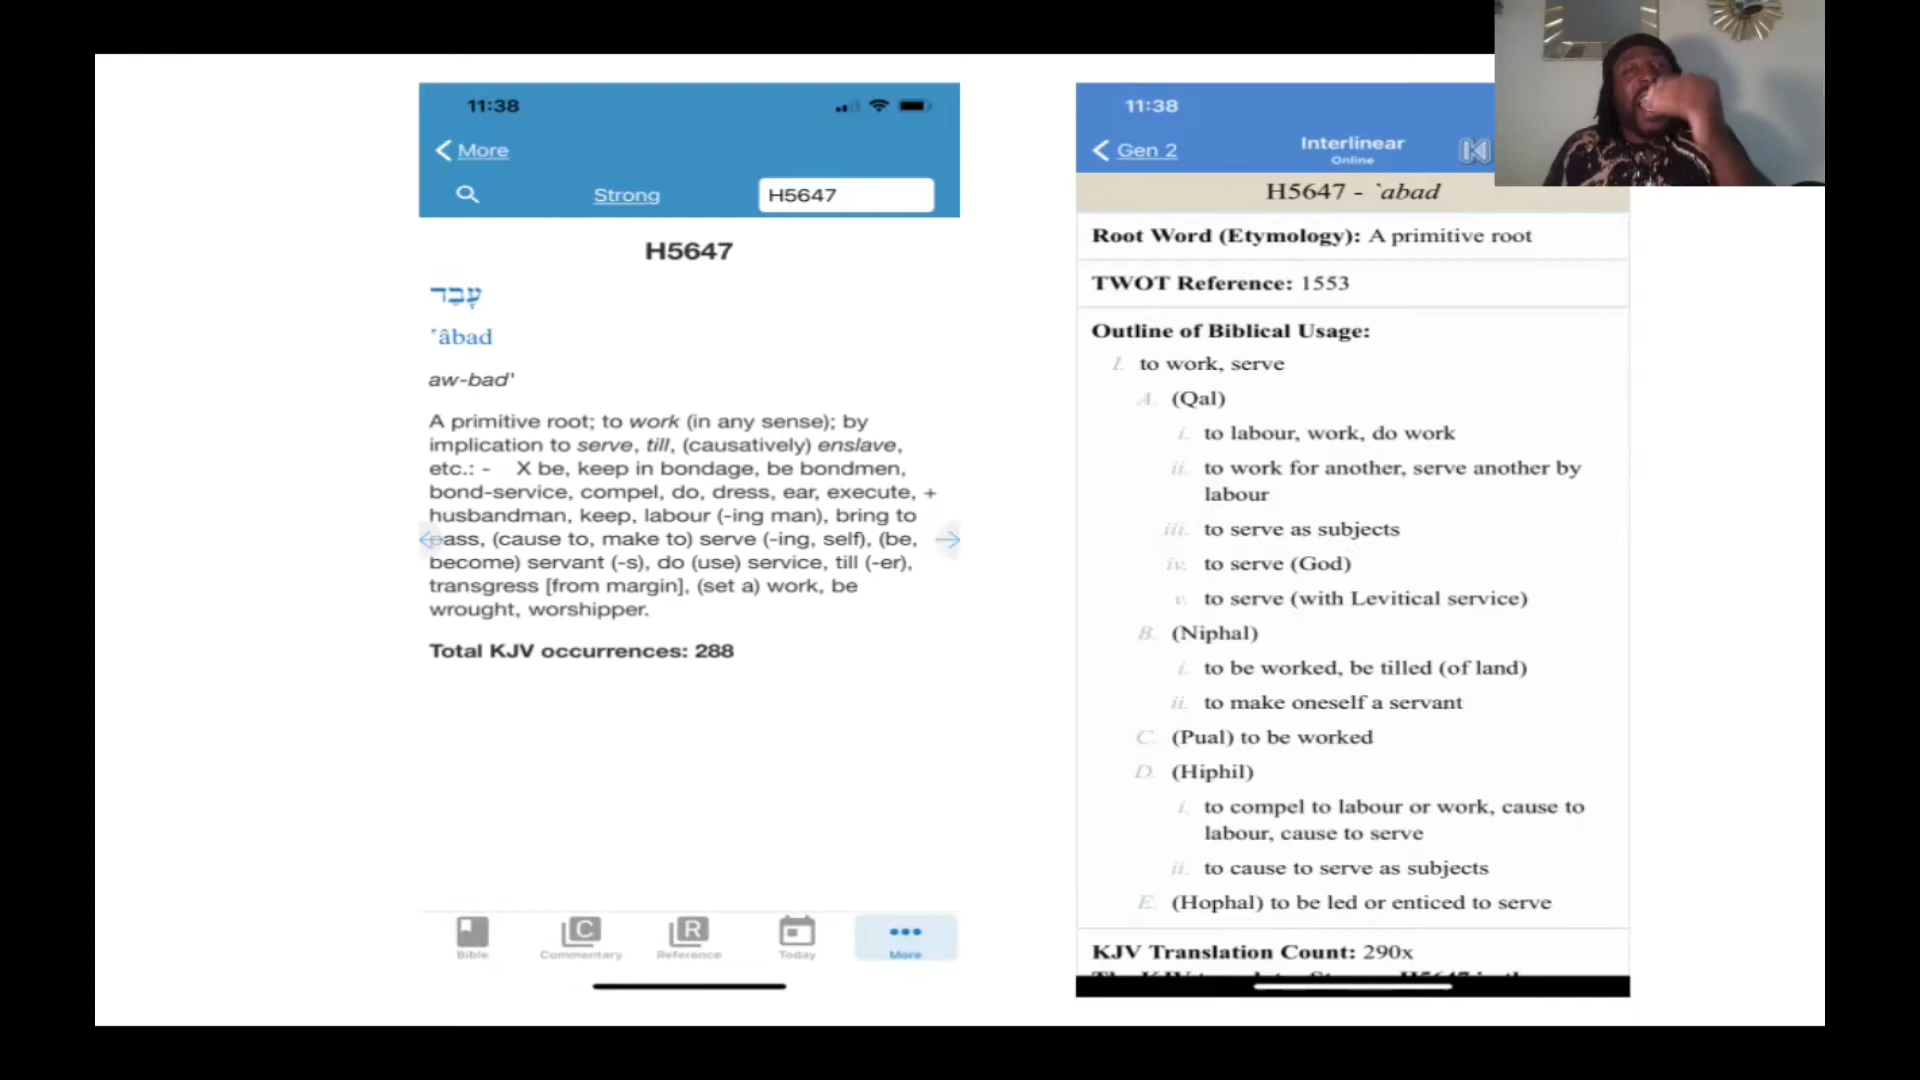 11:38
More
Strong
H5647
H5647
עָבַד
‛âbad
aw-bad'
A primitive root; to work (in any sense); by
implication to serve, till, (causatively) enslave,
etc.: - X be, keep in bondage, be bondmen,
bond-service, compel, do, dress, ear, execute, +
husbandman, keep, labour (-ing man), bring to
pass, (cause to, make to) serve (-ing, self), (be,
become) servant (-s), do (use) service, till (-er),
transgress [from margin], (set a) work, be
wrought, worshipper.
Total KJV occurrences: 288
Bible
Commentary
Reference
Today
More
11:38
Gen 2
Interlinear
Online
H5647 - `abad
Root Word (Etymology): A primitive root
TWOT Reference: 1553
Outline of Biblical Usage:
I. to work, serve
A. (Qal)
i. to labour, work, do work
ii. to work for another, serve another by
labour
iii. to serve as subjects
iv. to serve (God)
v. to serve (with Levitical service)
B. (Niphal)
i. to be worked, be tilled (of land)
ii. to make oneself a servant
C. (Pual) to be worked
D. (Hiphil)
i. to compel to labour or work, cause to
labour, cause to serve
ii. to cause to serve as subjects
E. (Hophal) to be led or enticed to serve
KJV Translation Count: 290x